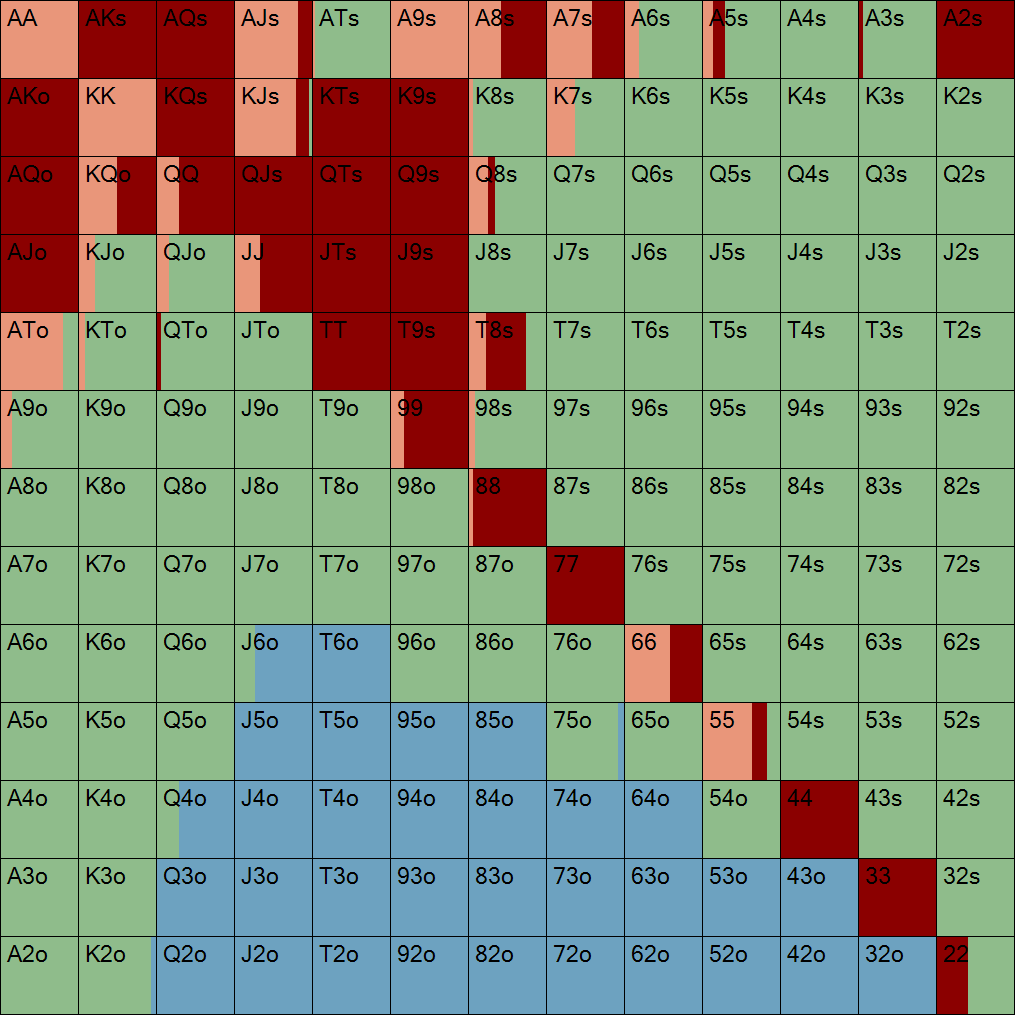 AA AKs AQs AJs ATs A9s A8s A7s A6s A5s A4s A3s A2s
AKo KK KQs KJs KTs K9s K8s K7s K6s K5s K4s K3s K2s
AQo KQo QQ QJs QTs Q9s Q8s Q7s Q6s Q5s Q4s Q3s Q2s
AJo KJo QJo JJ JTs J9s J8s J7s J6s J5s J4s J3s J2s
ATo KTo QTo JTo TT T9s T8s T7s T6s T5s T4s T3s T2s
A9o K9o Q9o J9o T9o 99 98s 97s 96s 95s 94s 93s 92s
A8o K8o Q8o J8o T8o 98o 88 87s 86s 85s 84s 83s 82s
A7o K7o Q7o J7o T7o 97o 87o 77 76s 75s 74s 73s 72s
A6o K6o Q6o J6o T6o 96o 86o 76o 66 65s 64s 63s 62s
A5o K5o Q5o J5o T5o 95o 85o 75o 65o 55 54s 53s 52s
A4o K4o Q4o J4o T4o 94o 84o 74o 64o 54o 44 43s 42s
A3o K3o Q3o J3o T3o 93o 83o 73o 63o 53o 43o 33 32s
A2o K2o Q2o J2o T2o 92o 82o 72o 62o 52o 42o 32o 22